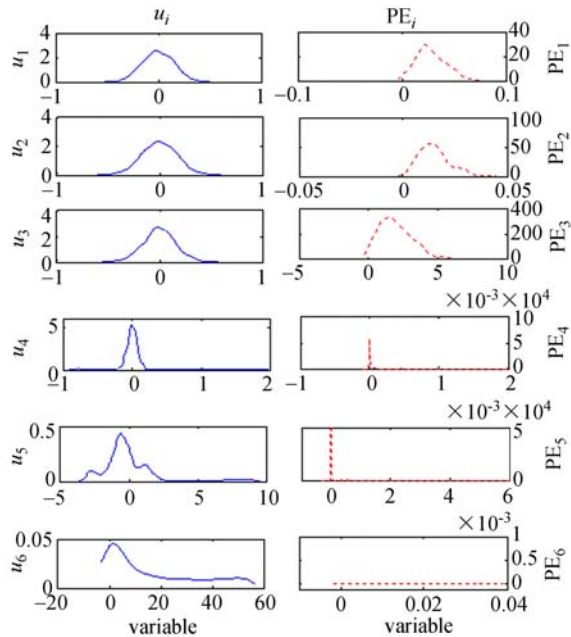 u_i PE_i
4 2 0 u_1 −1 0 1
40 20 0 PE_1 −0.1 0 0.1
4 2 0 u_2 −1 0 1
100 50 0 PE_2 −0.05 0 0.05
4 2 0 u_3 −1 0 1
400 200 0 PE_3 −5 0 5 10
×10⁻³×10⁴
5 0 u_4 −1 0 1 2
10 5 0 PE_4 −1 0 1 2
×10⁻³×10⁴
0.5 0 u_5 −5 0 5 10
5 0 PE_5 0 2 4 6
×10⁻³
0.05 0 u_6 −20 0 20 40 60
1 0.5 0 PE_6 0 0.02 0.04
variable variable